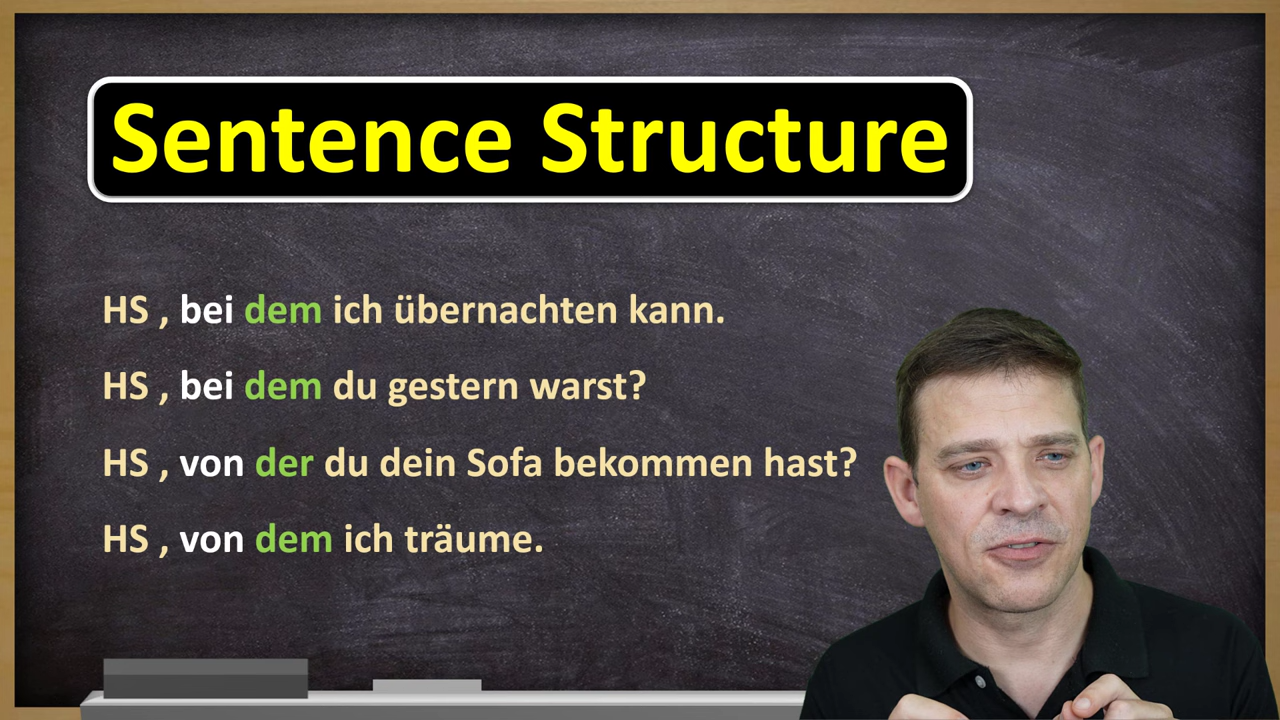 Sentence Structure
HS , bei dem ich übernachten kann.
HS , bei dem du gestern warst?
HS , von der du dein Sofa bekommen hast?
HS , von dem ich träume.